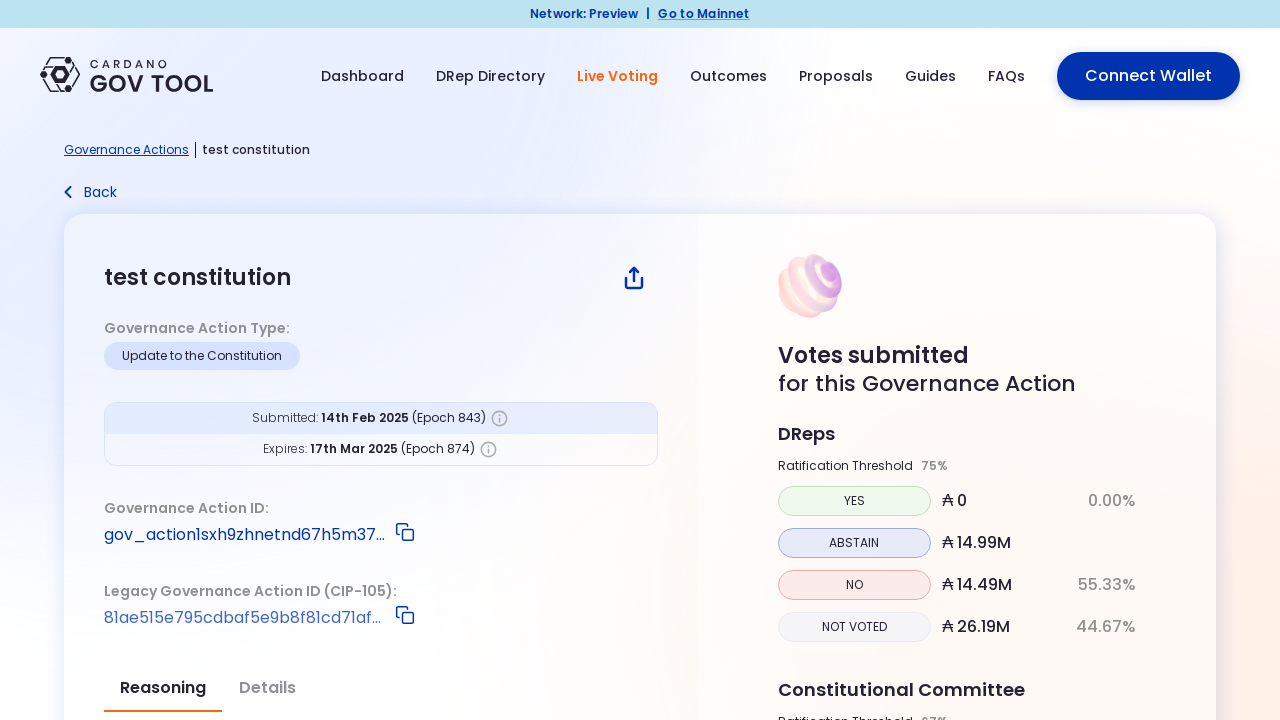 Network: Preview | Go to Mainnet
CARDANO
GOV TOOL
Dashboard
DRep Directory
Live Voting
Outcomes
Proposals
Guides
FAQs
Connect Wallet
Governance Actions | test constitution
Back
test constitution
Governance Action Type:
Update to the Constitution
Submitted: 14th Feb 2025 (Epoch 843)
Expires: 17th Mar 2025 (Epoch 874)
Governance Action ID:
gov_action1sxh9zhnetnd67h5m37...
Legacy Governance Action ID (CIP-105):
81ae515e795cdbaf5e9b8f81cd71af...
Reasoning
Details
Votes submitted
for this Governance Action
DReps
Ratification Threshold 75%
YES ₳ 0 0.00%
ABSTAIN ₳ 14.99M
NO ₳ 14.49M 55.33%
NOT VOTED ₳ 26.19M 44.67%
Constitutional Committee
Ratification Threshold 67%